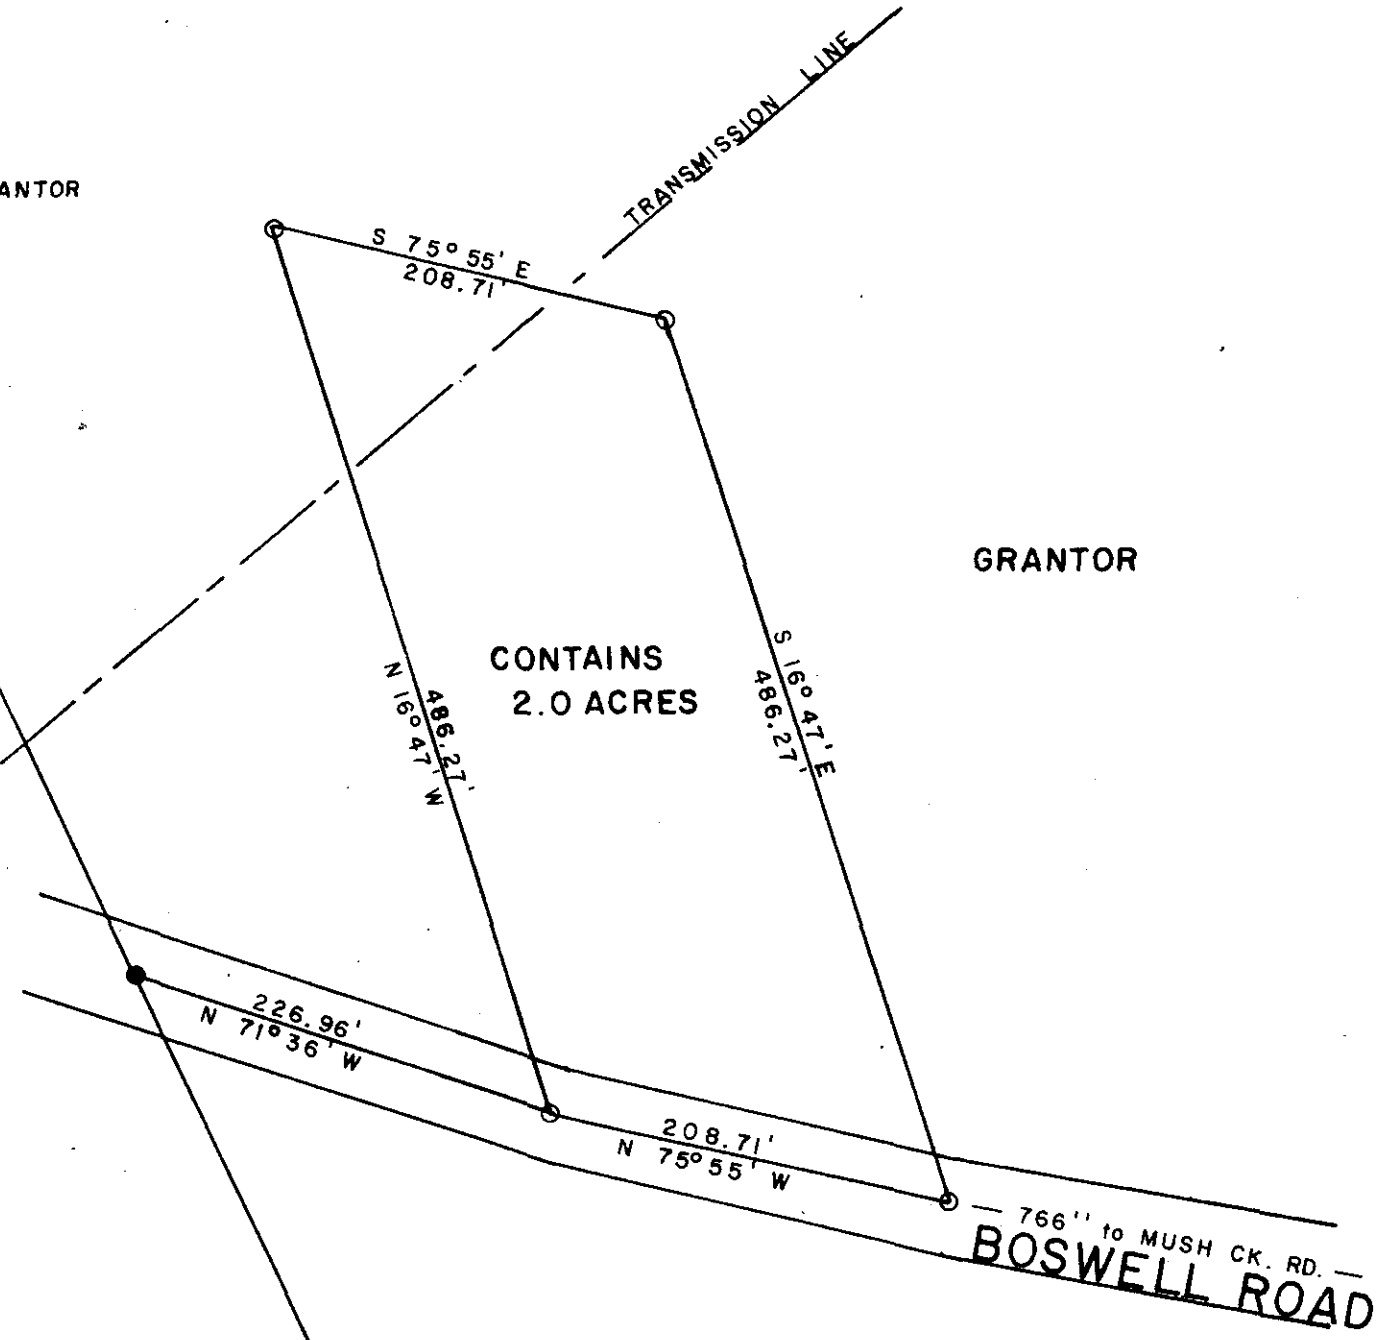 TRANSMISSION LINE
ANTOR
S 75° 55' E
208.71'
GRANTOR
CONTAINS
2.0 ACRES
486.27'
N 16° 47' W
S 16° 47' E
486.27'
226.96'
N 71° 36' W
208.71'
N 75° 55' W
— 766'' to MUSH CK. RD. —
BOSWELL ROAD